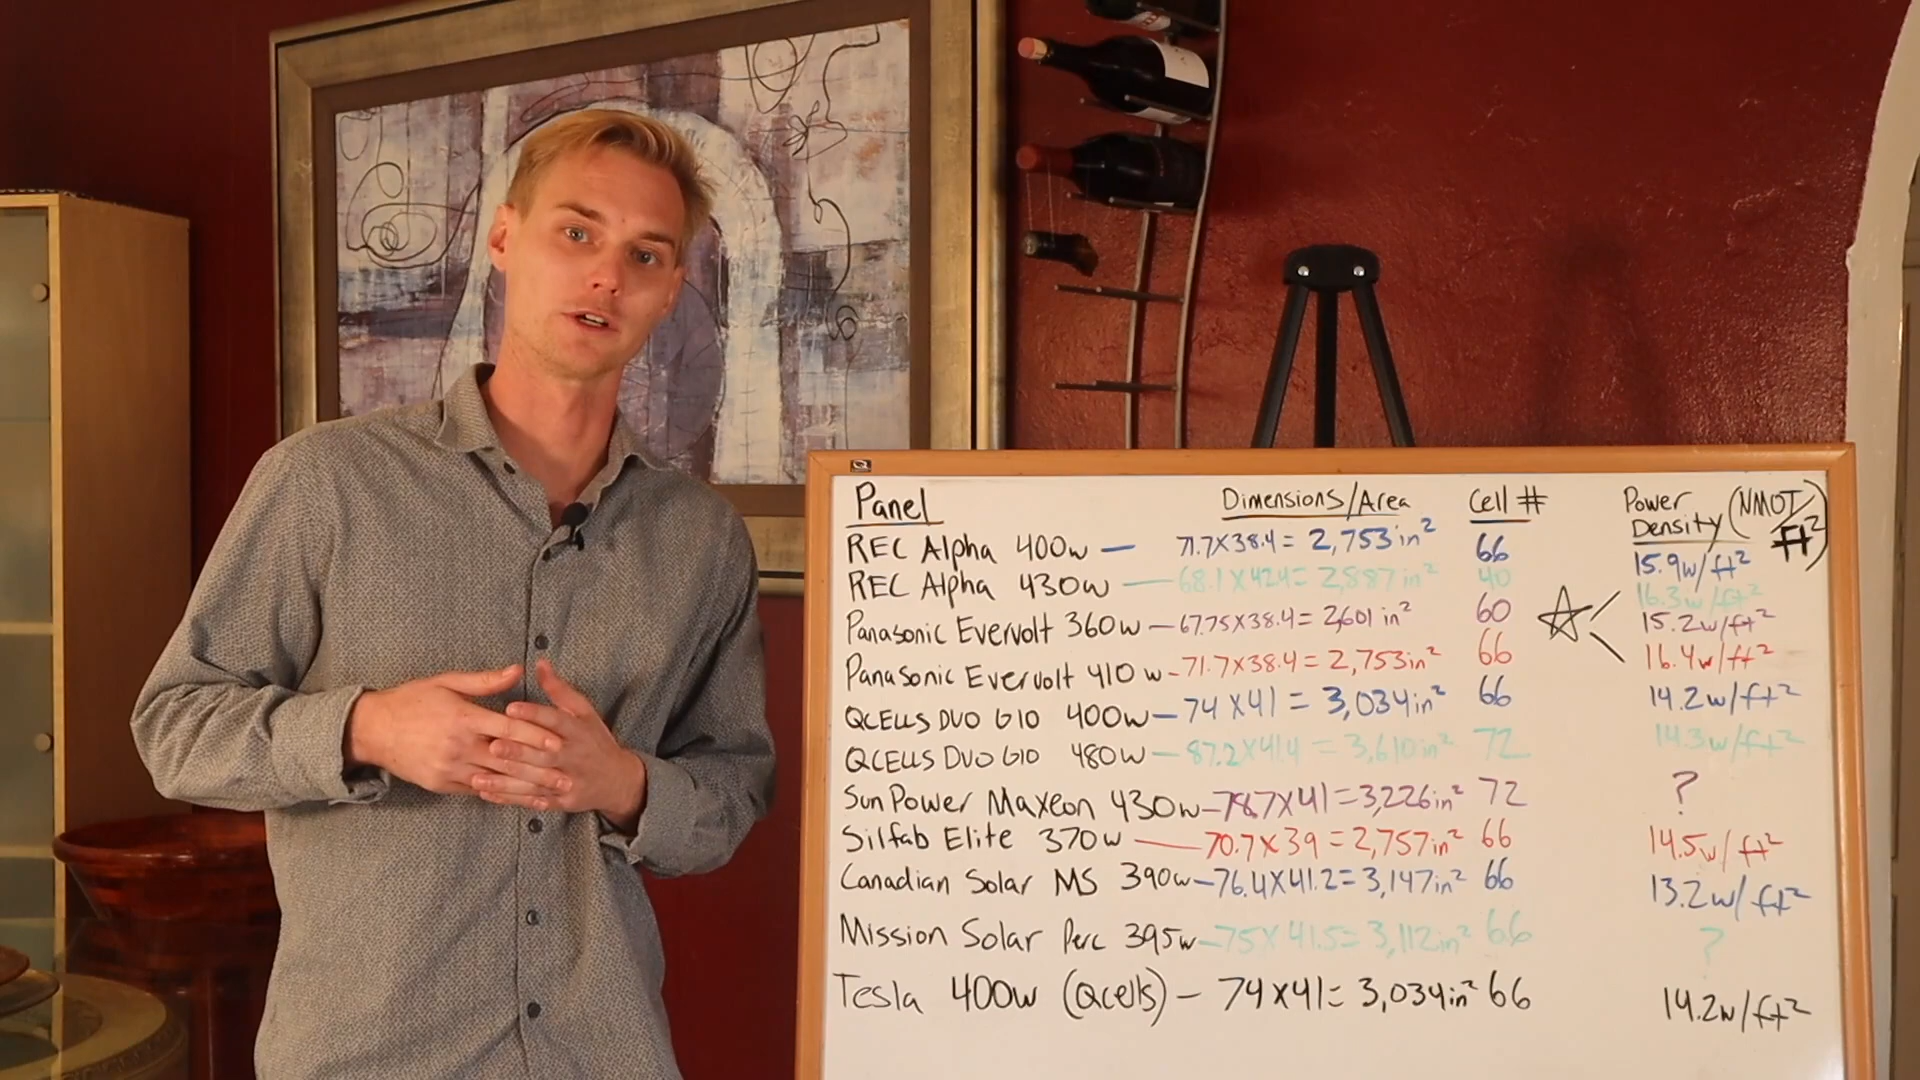 Panel Dimensions/Area Cell # Power Density (NMOT/ft²)
REC Alpha 400w — 71.7x38.4= 2,753in² 66 15.9w/ft²
REC Alpha 430w — 68.1x42.4= 2,887in² 40 16.3w/ft²
Panasonic Evervolt 360w — 67.75x38.4= 2,601 in² 60 15.2w/ft²
Panasonic Evervolt 410w - 71.7x38.4= 2,753in² 66 16.4w/ft²
QCELLS DUO G10 400w — 74x41= 3,034in² 66 14.2w/ft²
QCELLS DUO G10 480w — 87.2x41.4 = 3,610in² 72 14.3w/ft²
SunPower Maxeon 430w - 78.7x41=3,226in² 72 ?
Silfab Elite 370w — 70.7x39=2,757in² 66 14.5w/ft²
Canadian Solar MS 390w - 76.4x41.2=3,147in² 66 13.2w/ft²
Mission Solar Perc 395w - 75x41.5= 3,112in² 66 ?
Tesla 400w (Qcells) - 74x41= 3,034in² 66 14.2w/ft²